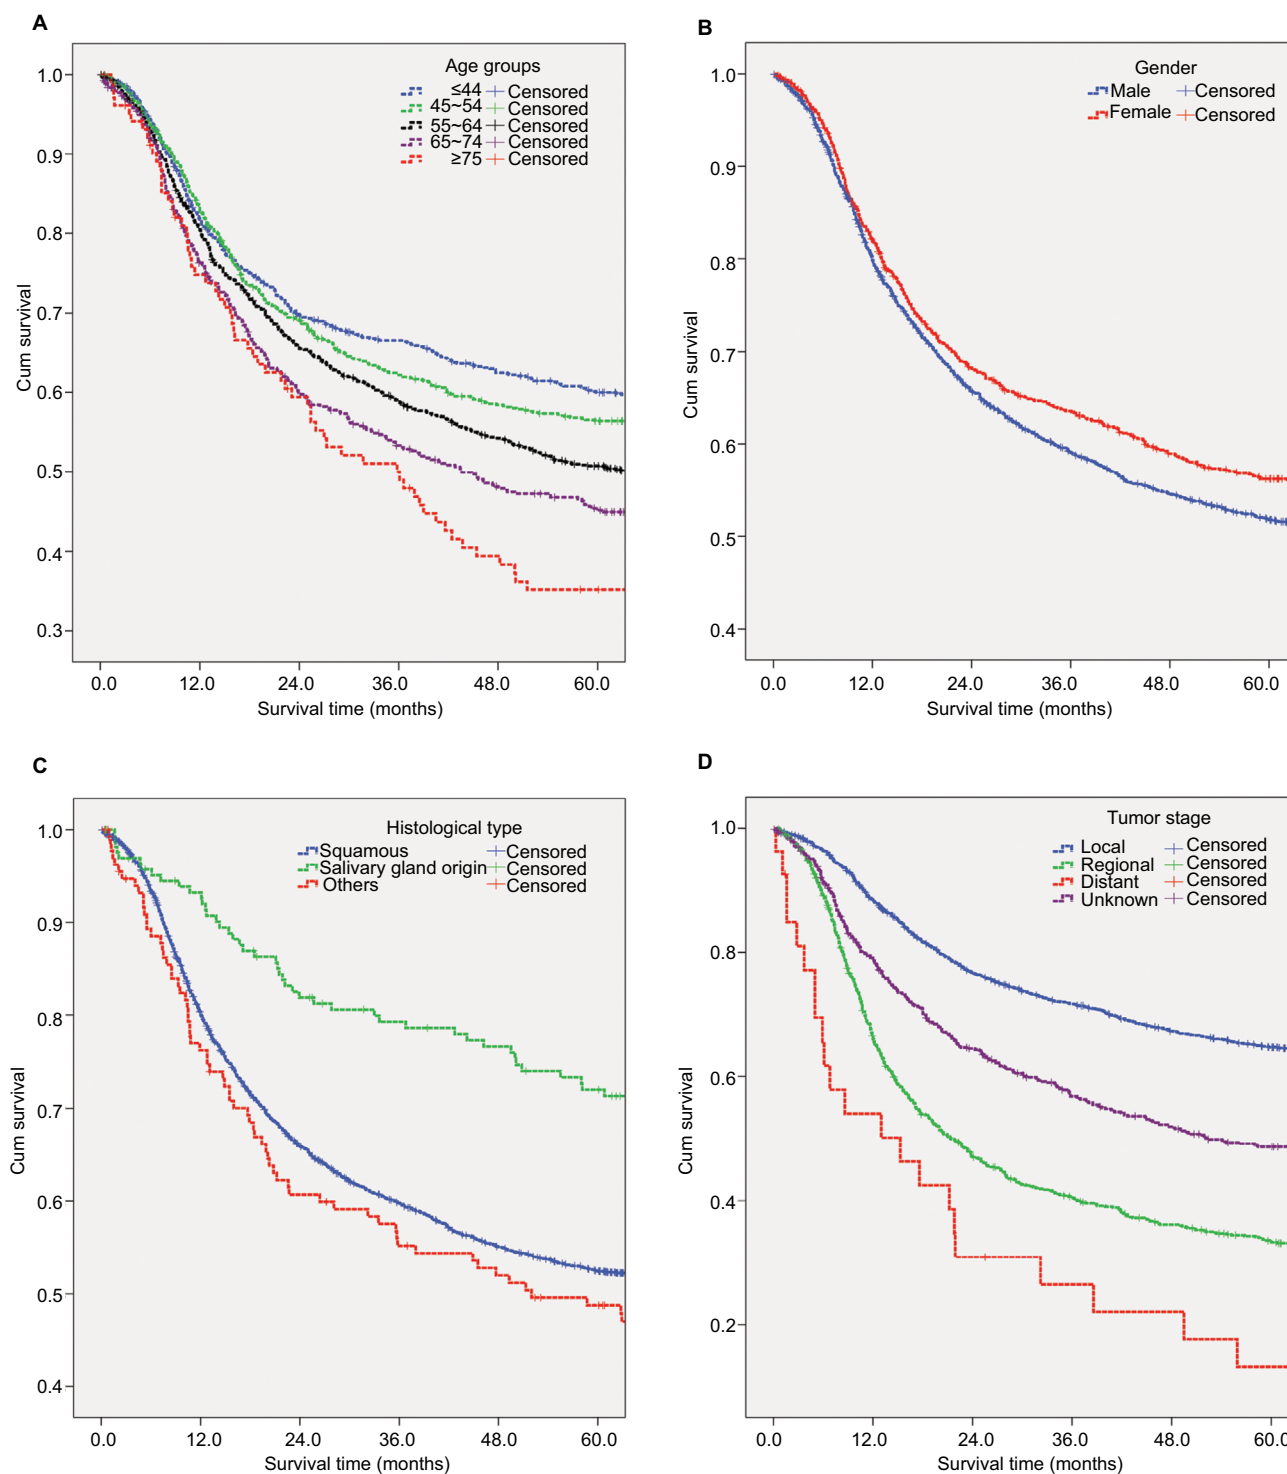 A
Age groups
≤44 Censored
45~54 Censored
55~64 Censored
65~74 Censored
≥75 Censored
1.0
0.9
0.8
0.7
0.6
0.5
0.4
0.3
Cum survival
0.0 12.0 24.0 36.0 48.0 60.0
Survival time (months)
B
Gender
Male Censored
Female Censored
1.0
0.9
0.8
0.7
0.6
0.5
0.4
Cum survival
0.0 12.0 24.0 36.0 48.0 60.0
Survival time (months)
C
Histological type
Squamous Censored
Salivary gland origin Censored
Others Censored
1.0
0.9
0.8
0.7
0.6
0.5
0.4
Cum survival
0.0 12.0 24.0 36.0 48.0 60.0
Survival time (months)
D
Tumor stage
Local Censored
Regional Censored
Distant Censored
Unknown Censored
1.0
0.8
0.6
0.4
0.2
Cum survival
0.0 12.0 24.0 36.0 48.0 60.0
Survival time (months)